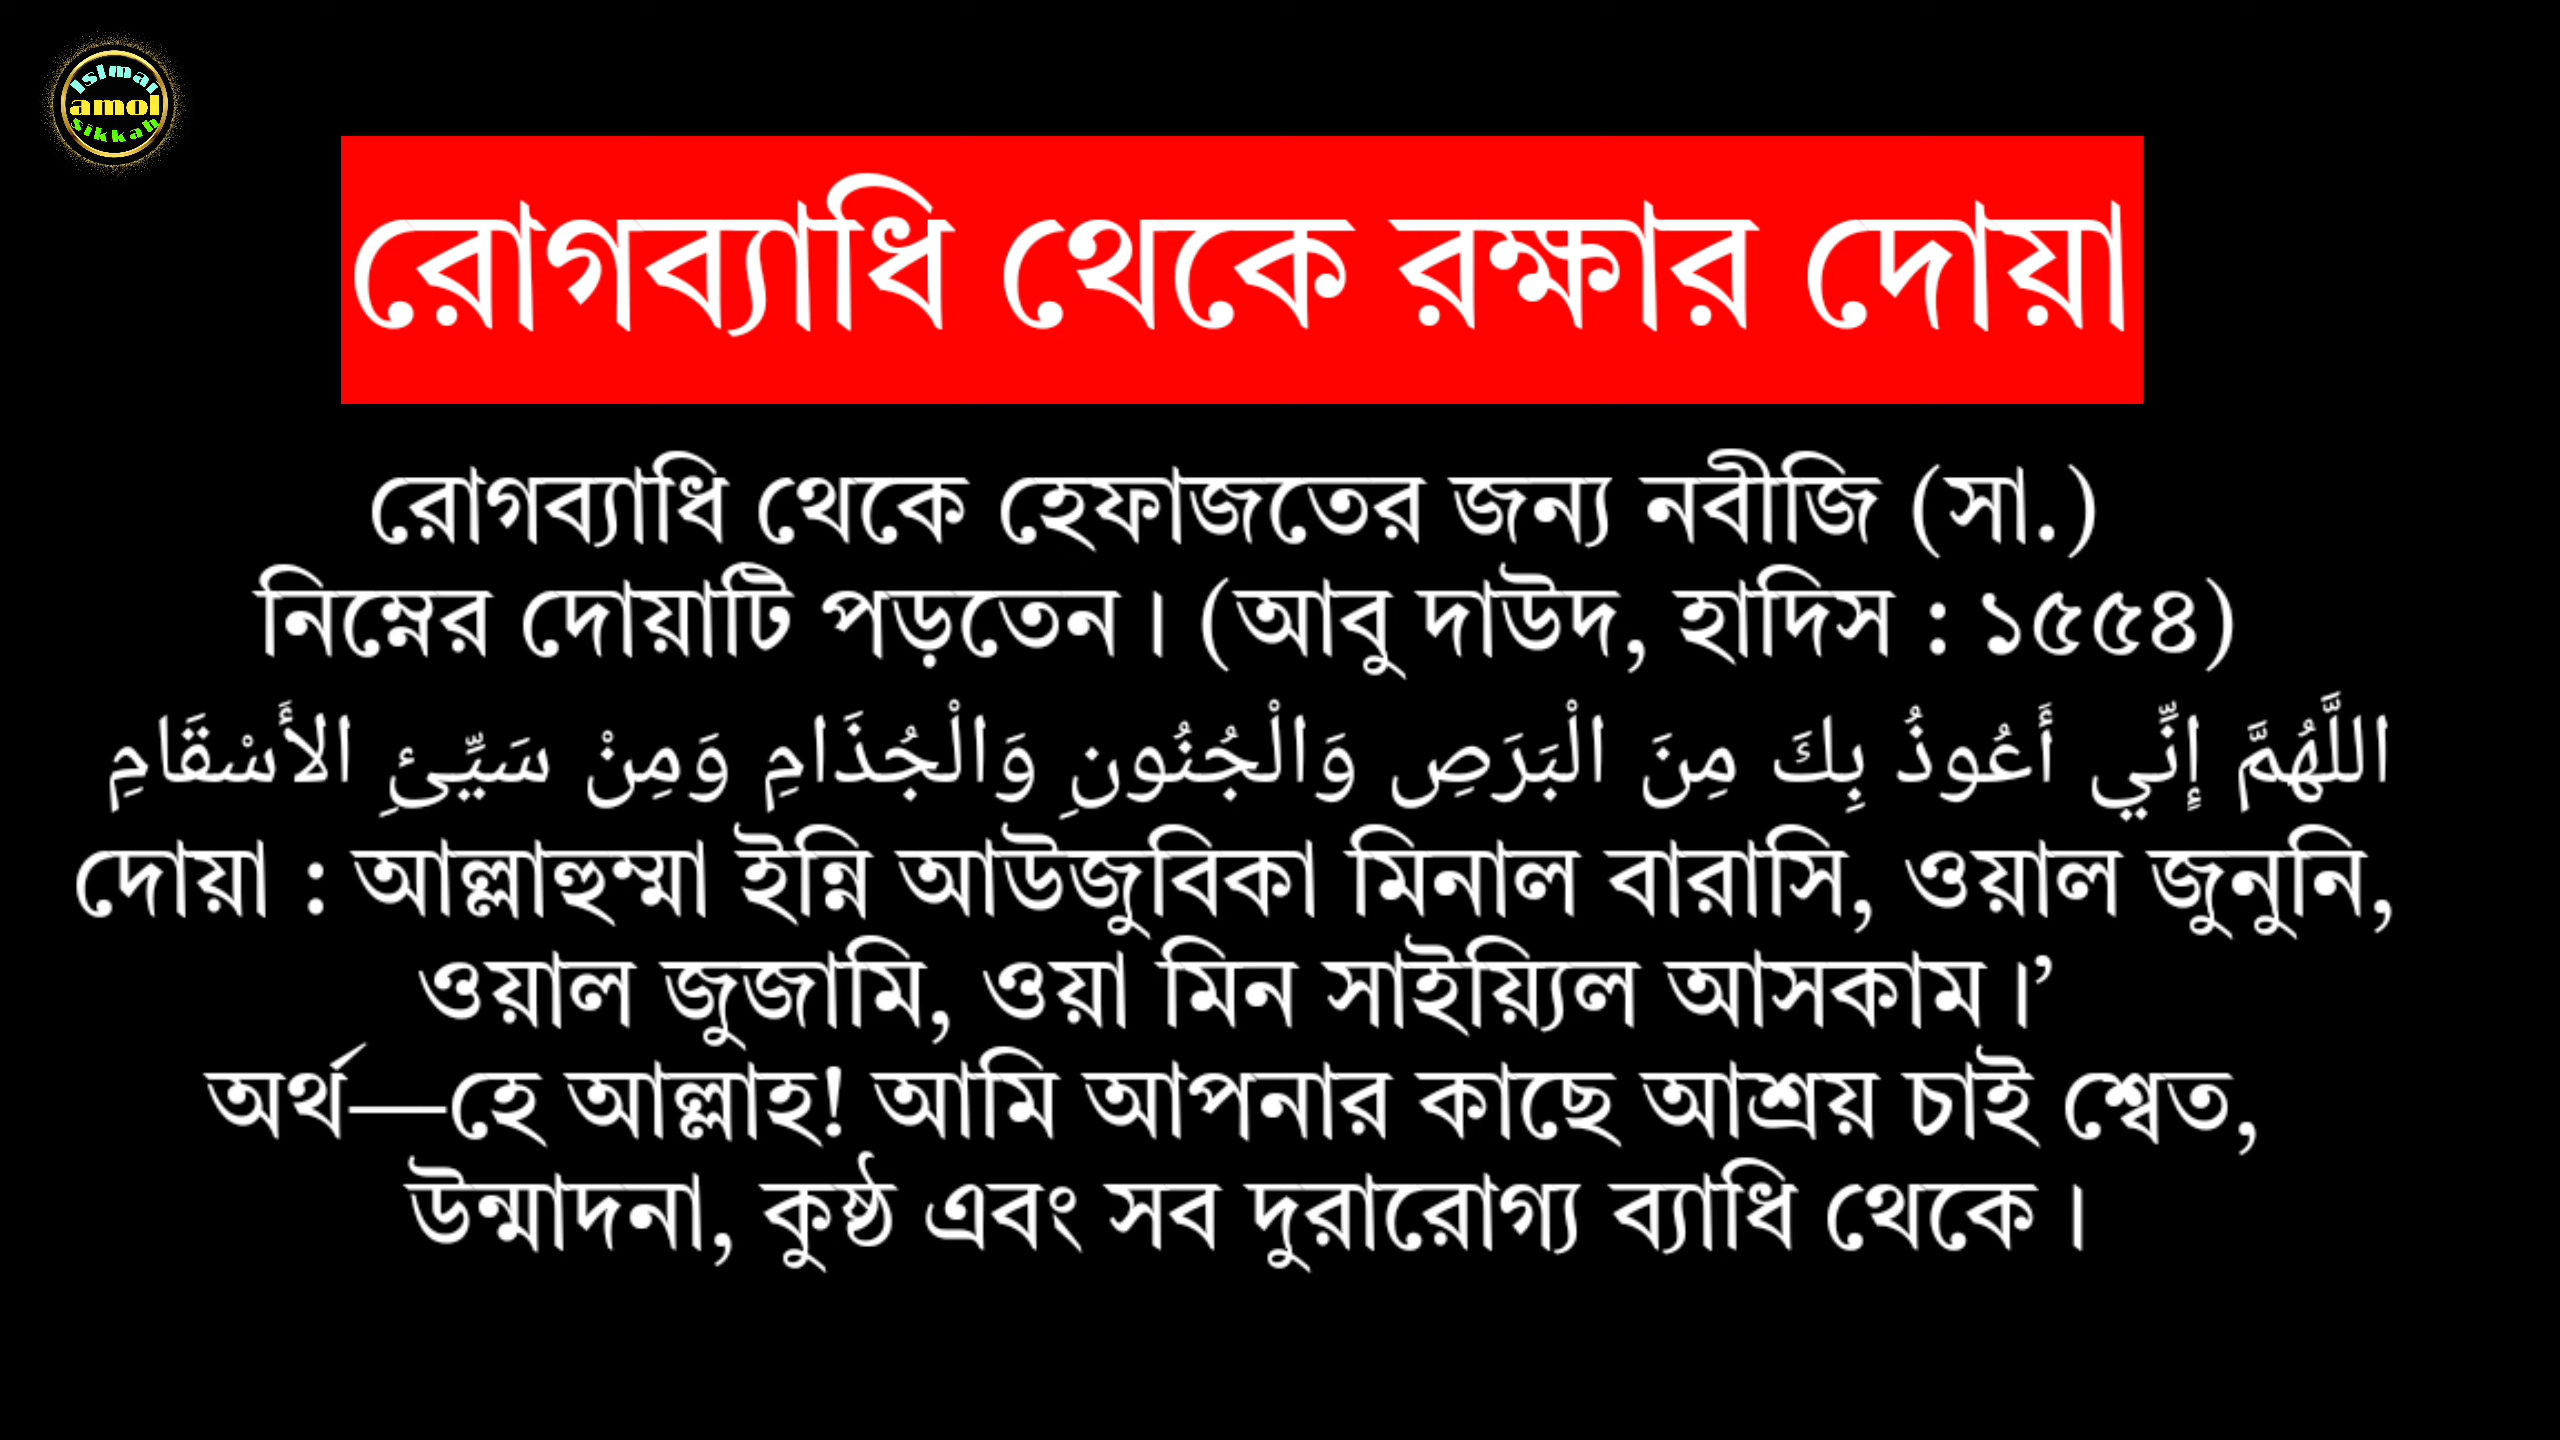 Islmai
amol
sikkah
রোগব্যাধি থেকে রক্ষার দোয়া
রোগব্যাধি থেকে হেফাজতের জন্য নবীজি (সা.)
নিম্নের দোয়াটি পড়তেন। (আবু দাউদ, হাদিস : ১৫৫৪)
اللَّهُمَّ إِنِّي أَعُوذُ بِكَ مِنَ الْبَرَصِ وَالْجُنُونِ وَالْجُذَامِ وَمِنْ سَيِّئِ الأَسْقَامِ
দোয়া : আল্লাহুম্মা ইন্নি আউজুবিকা মিনাল বারাসি, ওয়াল জুনুনি,
ওয়াল জুজামি, ওয়া মিন সাইয়্যিল আসকাম।’
অর্থ—হে আল্লাহ! আমি আপনার কাছে আশ্রয় চাই শ্বেত,
উন্মাদনা, কুষ্ঠ এবং সব দুরারোগ্য ব্যাধি থেকে।